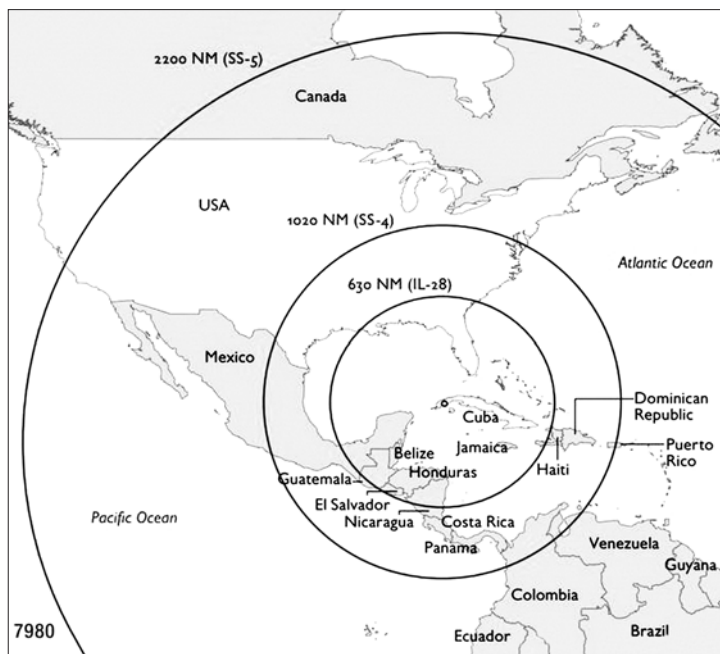 2200 NM (SS-5)
Canada
USA
1020 NM (SS-4)
Atlantic Ocean
630 NM (IL-28)
Mexico
Dominican
Republic
Cuba
Puerto
Rico
Jamaica
Haiti
Belize
Honduras
Guatemala
El Salvador
Nicaragua
Costa Rica
Pacific Ocean
Panama
Venezuela
Guyana
Colombia
Brazil
Ecuador
7980